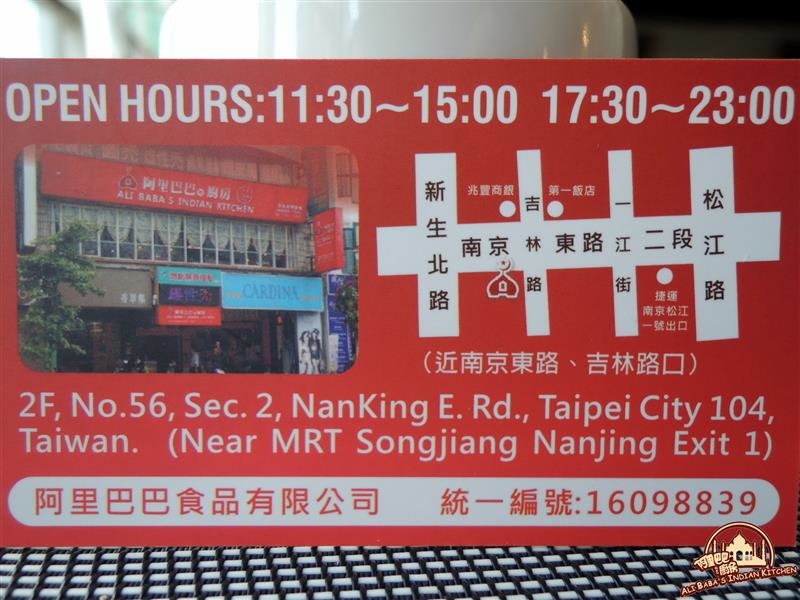 OPEN HOURS:11:30~15:00 17:30~23:00
阿里巴巴の廚房
ALI BABA'S INDIAN KITCHEN
CARDINA
新生北路
兆豐商銀
吉林路
第一飯店
一江街
松江路
南京東路二段
捷運
南京松江
一號出口
(近南京東路、吉林路口)
2F, No.56, Sec. 2, NanKing E. Rd., Taipei City 104,
Taiwan. (Near MRT Songjiang Nanjing Exit 1)
阿里巴巴食品有限公司 統一編號:16098839
阿里巴巴の廚房
ALI BABA'S INDIAN KITCHEN